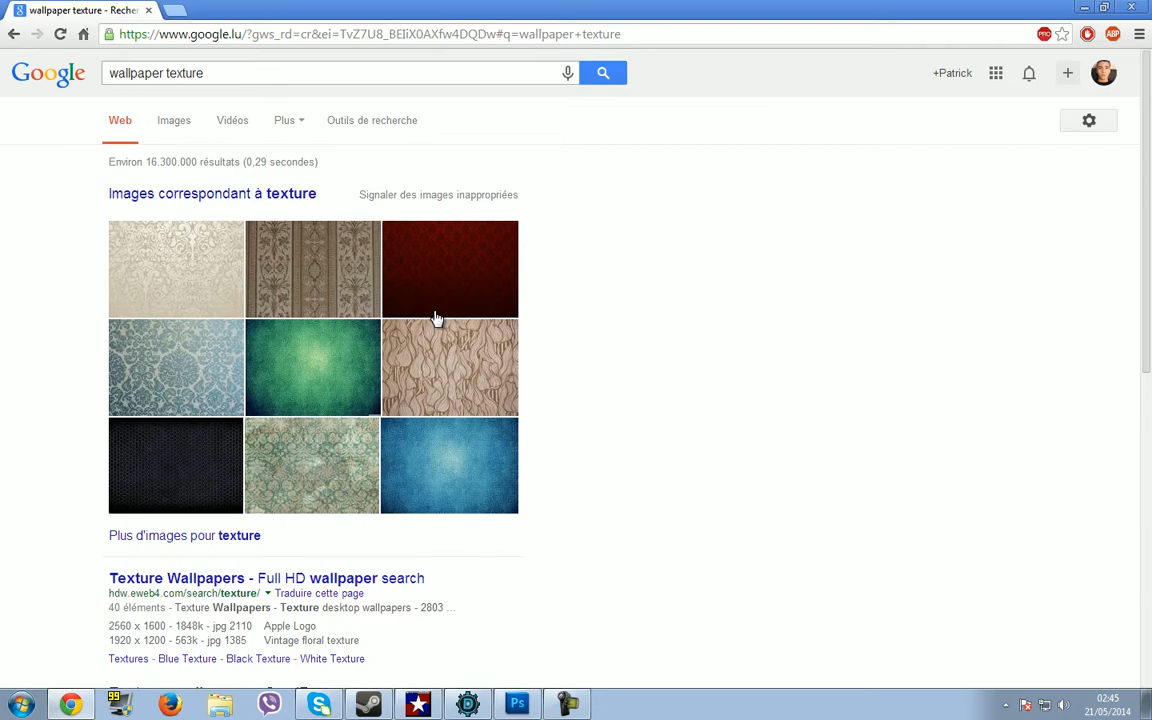 wallpaper texture - Recher
https://www.google.lu/?gws_rd=cr&ei=TvZ7U8_BEIiX0AXfw4DQDw#q=wallpaper+texture
PRO
ABP
Google
wallpaper texture
+Patrick
Web Images Vidéos Plus Outils de recherche
Environ 16.300.000 résultats (0,29 secondes)
Images correspondant à texture
Signaler des images inappropriées
Plus d'images pour texture
Texture Wallpapers - Full HD wallpaper search
hdw.eweb4.com/search/texture/ Traduire cette page
40 éléments - Texture Wallpapers - Texture desktop wallpapers - 2803 ...
2560 x 1600 - 1848k - jpg 2110 Apple Logo
1920 x 1200 - 563k - jpg 1385 Vintage floral texture
Textures - Blue Texture - Black Texture - White Texture
99
Ps
02:45
21/05/2014